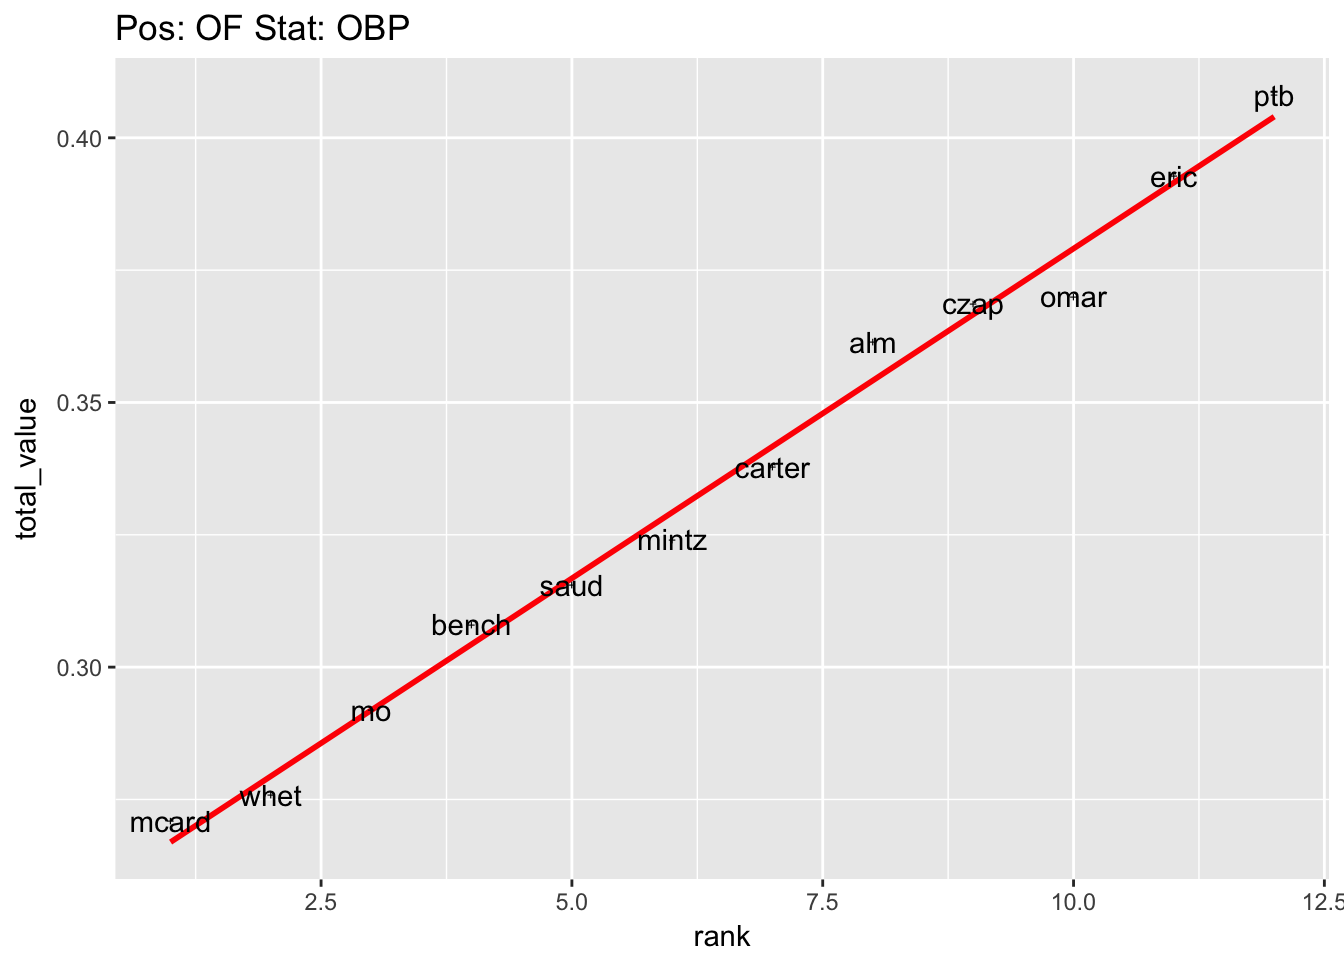 Pos: OF Stat: OBP
ptb
0.40
eric
omar
czap
alm
0.35
total_value
carter
mintz
saud
bench
0.30
mo
whet
mcard
2.5 5.0 7.5 10.0 12.5
rank